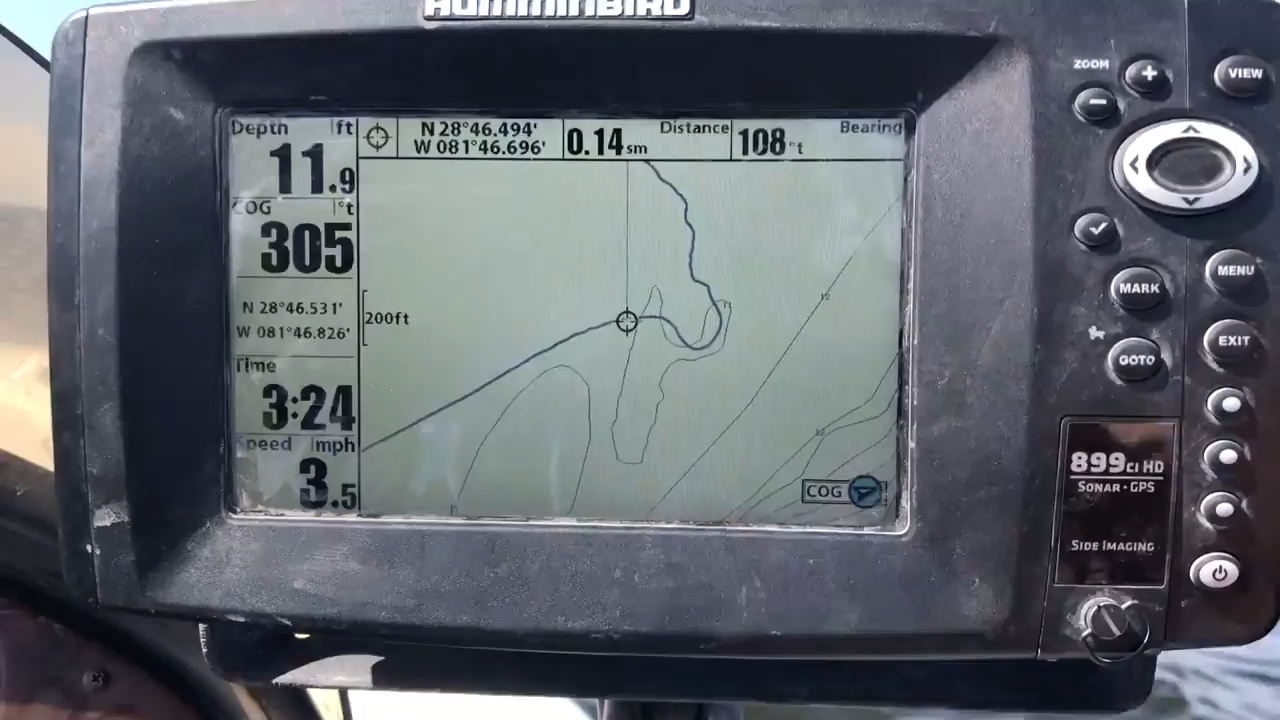 HUMMINBIRD
Depth ft
11.9
COG °t
305
N 28°46.531'
W 081°46.826'
Time
3:24
Speed mph
3.5
N 28°46.494'
W 081°46.696'
Distance
0.14 sm
Bearing
108 °t
200ft
11
12
12
COG
ZOOM
+
-
VIEW
MENU
MARK
EXIT
GOTO
899CI HD
SONAR·GPS
SIDE IMAGING